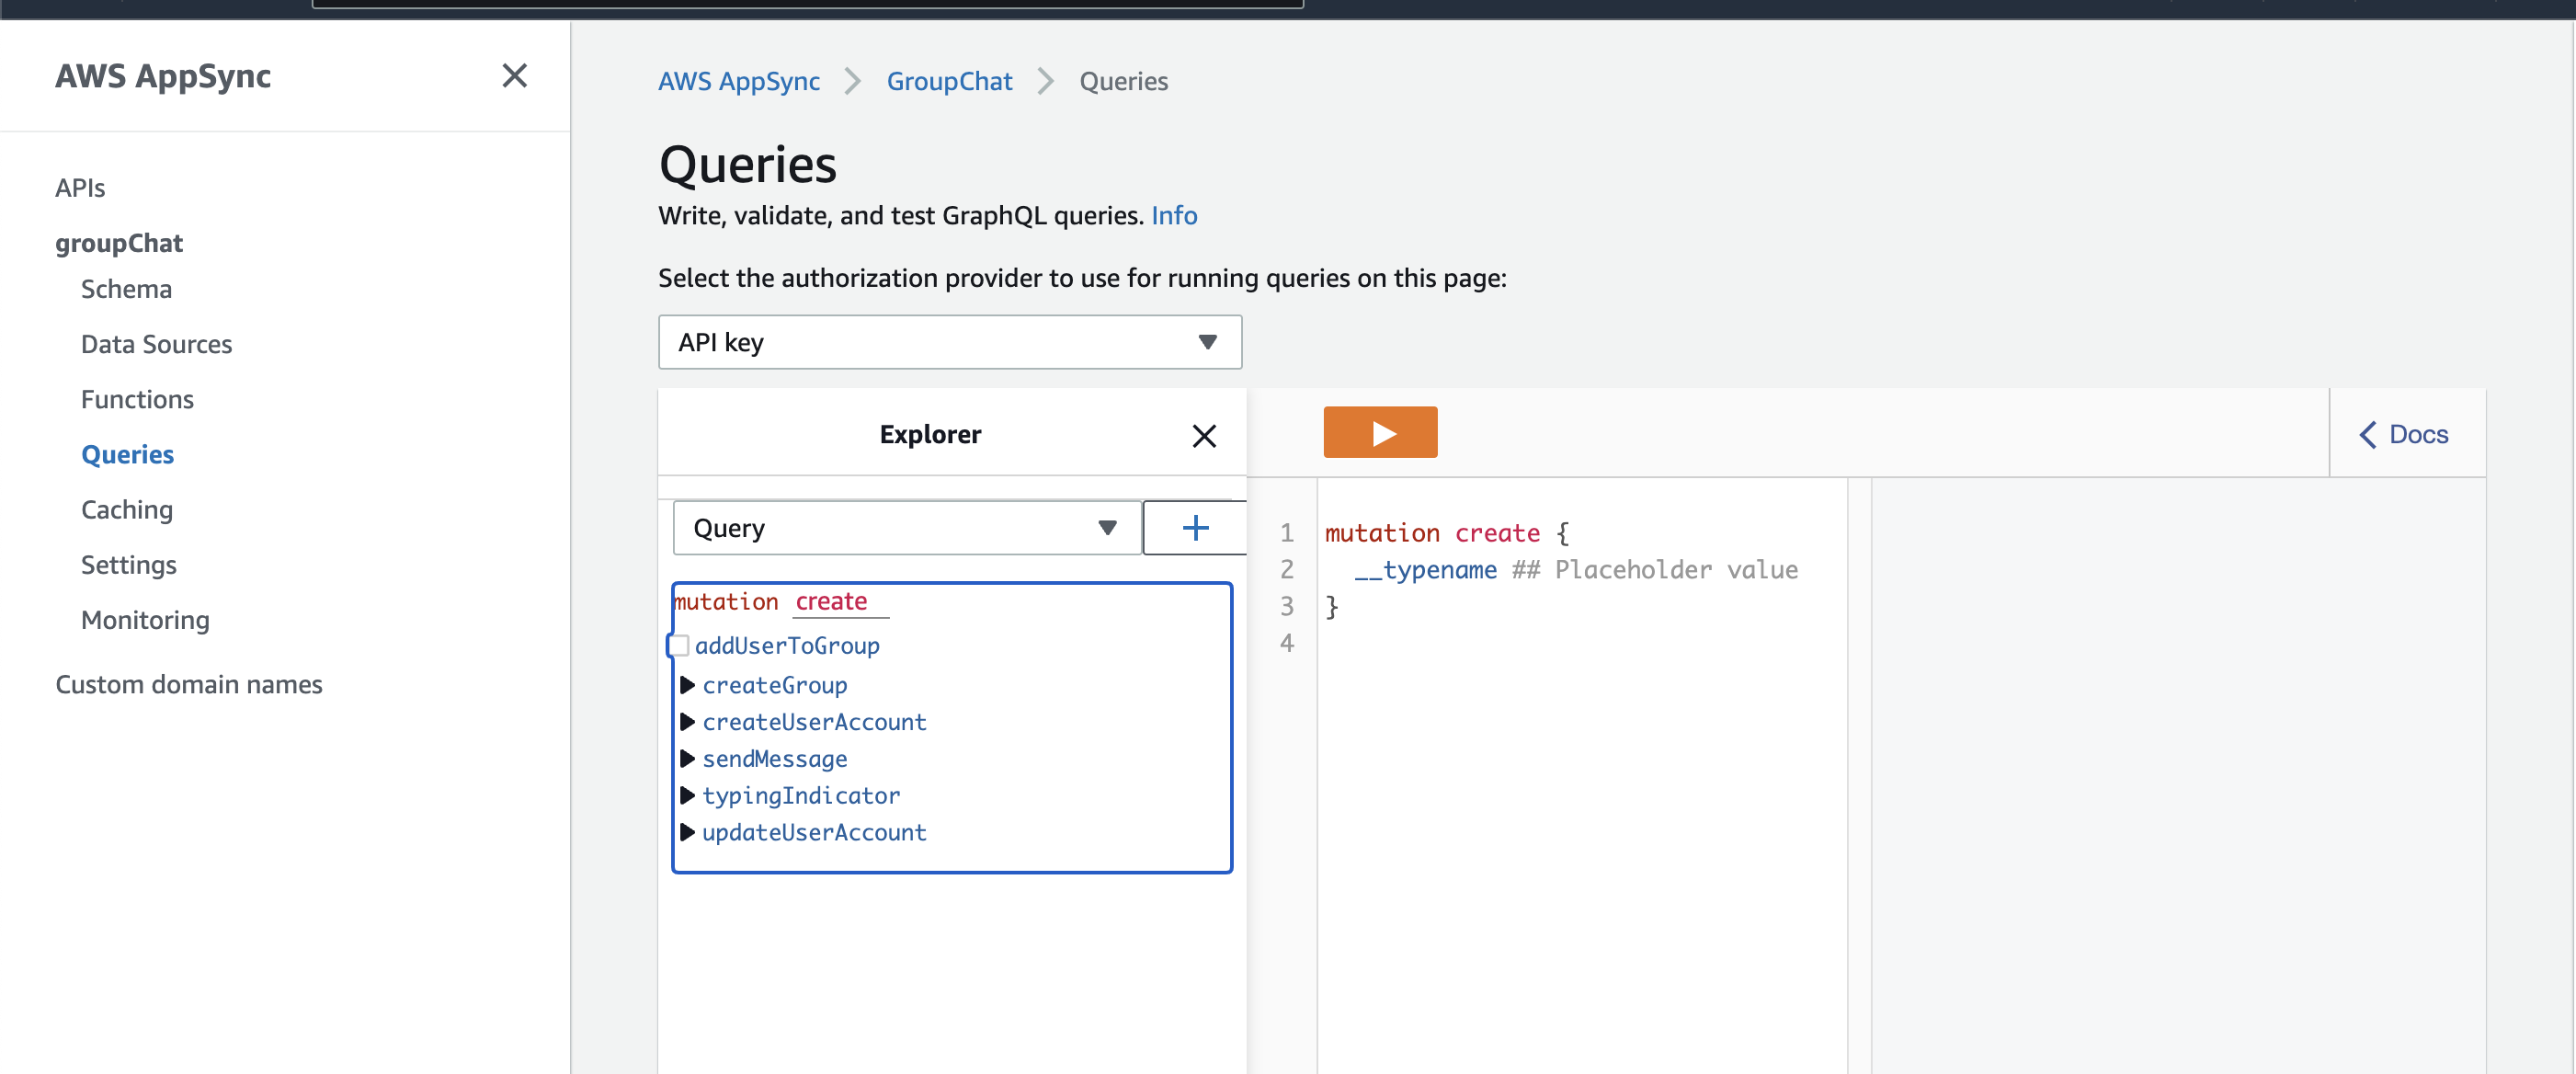 AWS AppSync
APIs
groupChat
Schema
Data Sources
Functions
Queries
Caching
Settings
Monitoring
Custom domain names
AWS AppSync GroupChat Queries
Queries
Write, validate, and test GraphQL queries. Info
Select the authorization provider to use for running queries on this page:
API key
Explorer
Query
mutation create
addUserToGroup
createGroup
createUserAccount
sendMessage
typingIndicator
updateUserAccount
Docs
1 mutation create {
2 __typename ## Placeholder value
3 }
4